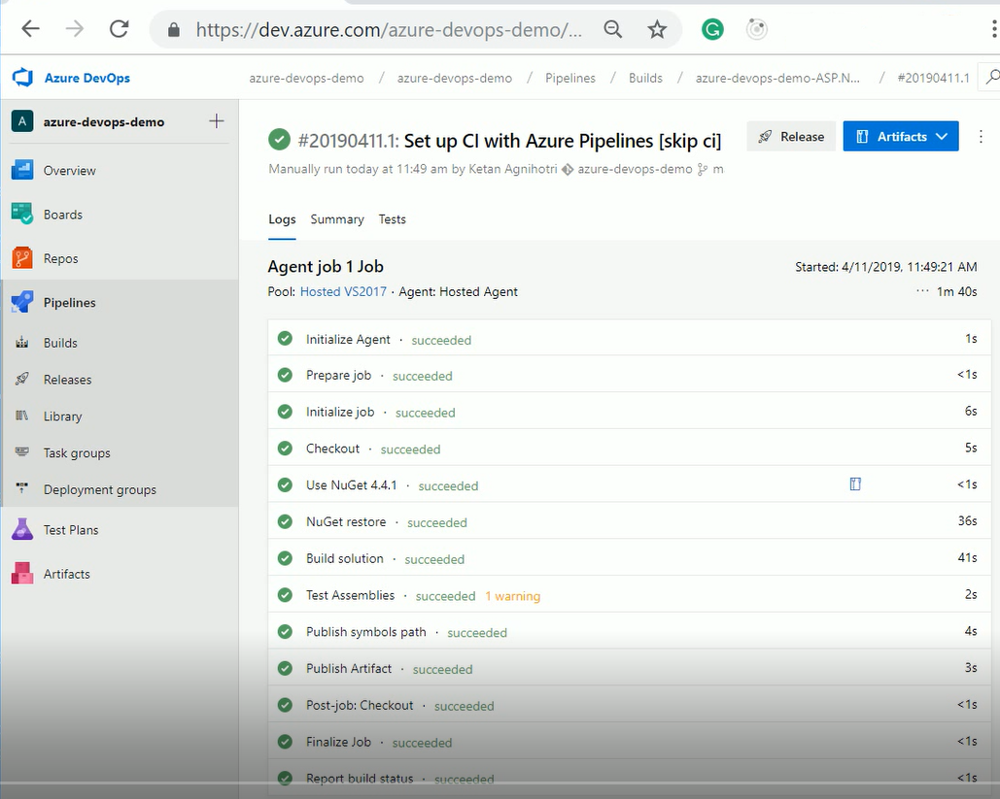 https://dev.azure.com/azure-devops-demo/...
Azure DevOps
azure-devops-demo / azure-devops-demo / Pipelines / Builds / azure-devops-demo-ASP.N... / #20190411.1
A azure-devops-demo +
Overview
Boards
Repos
Pipelines
Builds
Releases
Library
Task groups
Deployment groups
Test Plans
Artifacts
#20190411.1: Set up CI with Azure Pipelines [skip ci]
Release
Artifacts
Manually run today at 11:49 am by Ketan Agnihotri azure-devops-demo m
Logs Summary Tests
Agent job 1 Job
Started: 4/11/2019, 11:49:21 AM
Pool: Hosted VS2017 · Agent: Hosted Agent
... 1m 40s
Initialize Agent · succeeded 1s
Prepare job · succeeded <1s
Initialize job · succeeded 6s
Checkout · succeeded 5s
Use NuGet 4.4.1 · succeeded <1s
NuGet restore · succeeded 36s
Build solution · succeeded 41s
Test Assemblies · succeeded 1 warning 2s
Publish symbols path · succeeded 4s
Publish Artifact · succeeded 3s
Post-job: Checkout · succeeded <1s
Finalize Job · succeeded <1s
Report build status · succeeded <1s